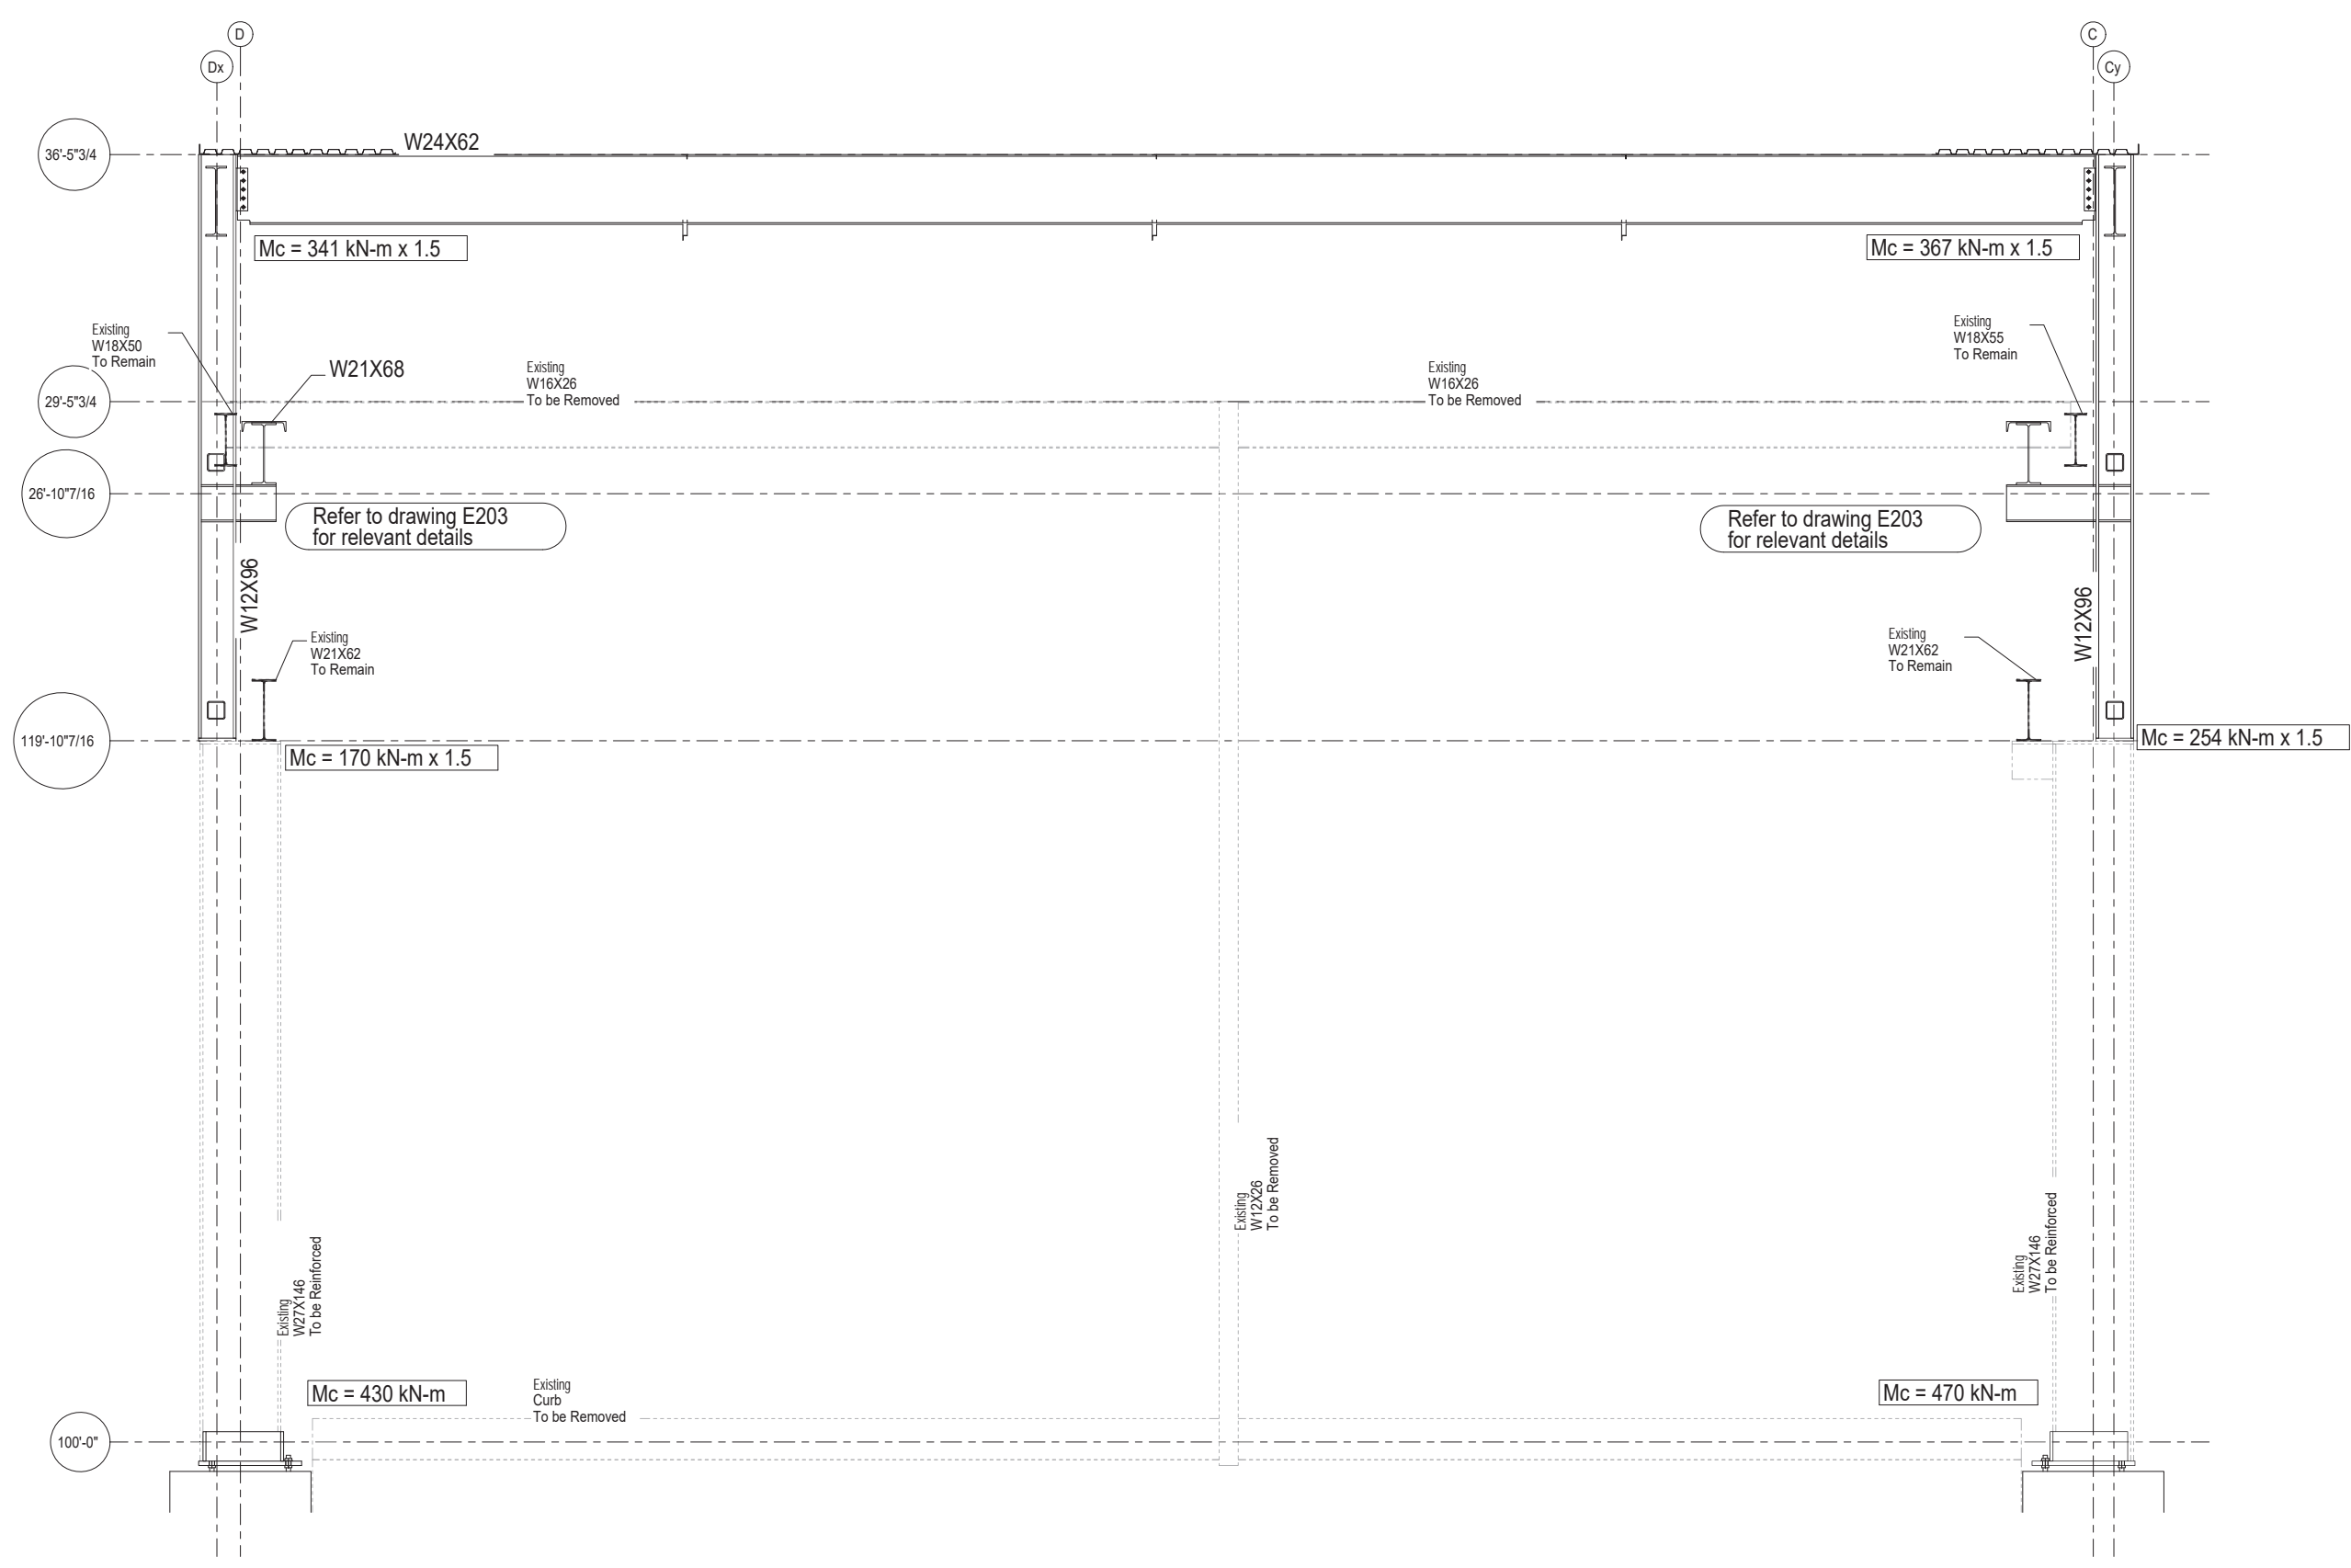 D
C
Dx
Cy
36'-5"3/4
W24X62
Mc = 341 kN-m x 1.5
Mc = 367 kN-m x 1.5
Existing
W18X50
To Remain
Existing
W18X55
To Remain
W21X68
Existing
W16X26
To be Removed
Existing
W16X26
To be Removed
29'-5"3/4
26'-10"7/16
Refer to drawing E203
for relevant details
Refer to drawing E203
for relevant details
W12X96
W12X96
Existing
W21X62
To Remain
Existing
W21X62
To Remain
119'-10"7/16
Mc = 170 kN-m x 1.5
Mc = 254 kN-m x 1.5
Existing
W12X26
To be Removed
Existing
W27X146
To be Reinforced
Existing
W27X146
To be Reinforced
Mc = 430 kN-m
Existing
Curb
To be Removed
Mc = 470 kN-m
100'-0"